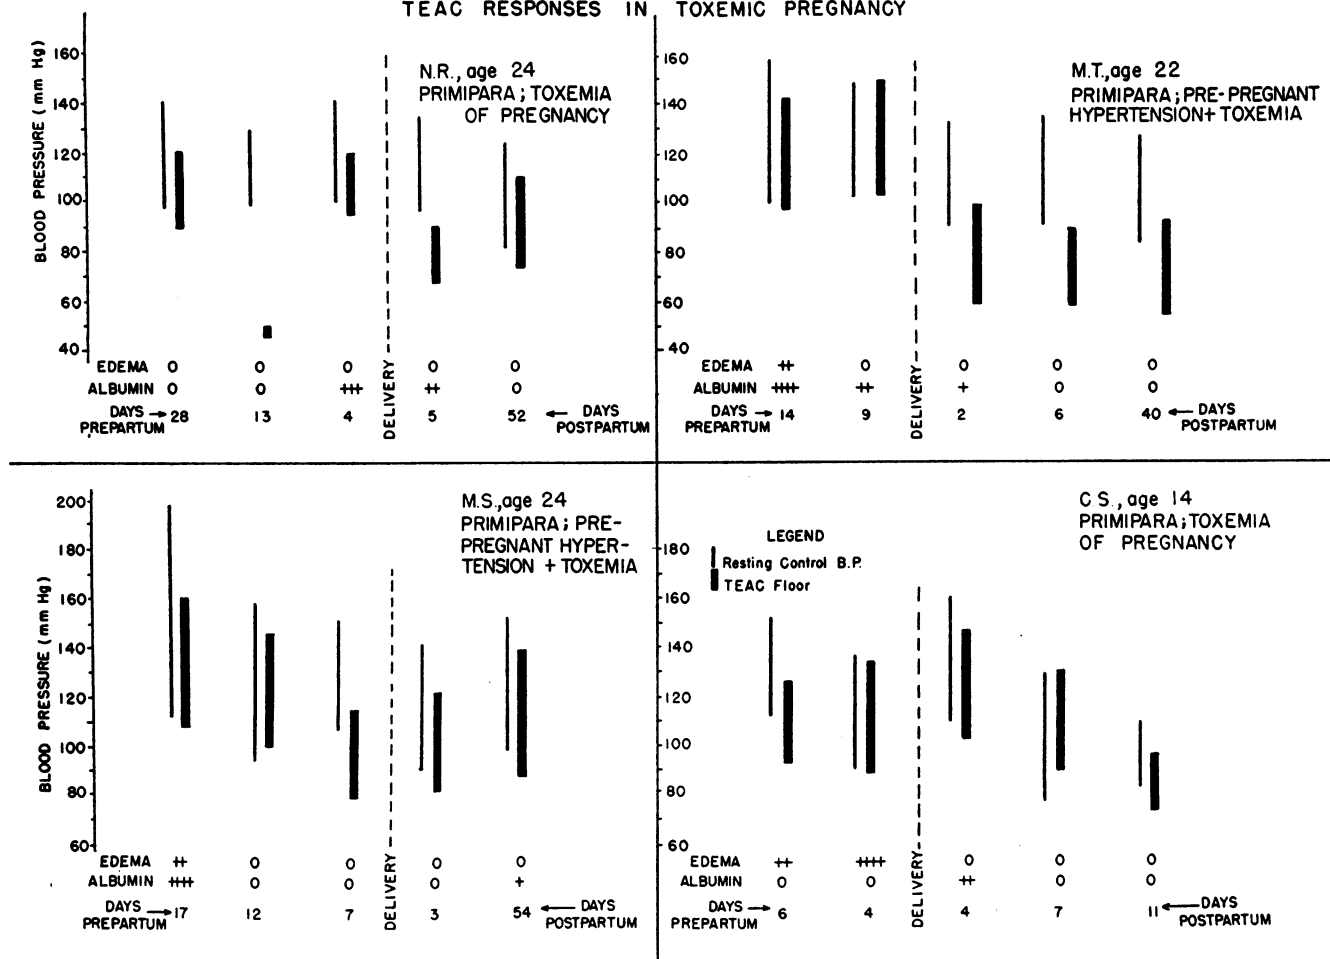 TEAC RESPONSES IN TOXEMIC PREGNANCY
BLOOD PRESSURE (mm Hg)
160
140
120
100
80
60
40
N.R., age 24
PRIMIPARA; TOXEMIA
OF PREGNANCY
EDEMA O O O O O
ALBUMIN O O +++ ++ O
DAYS PREPARTUM → 28 13 4 DELIVERY 5 52 ← DAYS POSTPARTUM
160
140
120
100
80
60
40
M.T., age 22
PRIMIPARA; PRE-PREGNANT
HYPERTENSION+ TOXEMIA
EDEMA ++ O O O O
ALBUMIN ++++ ++ + O O
DAYS PREPARTUM → 14 9 DELIVERY 2 6 40 ← DAYS POSTPARTUM
BLOOD PRESSURE (mm Hg)
200
180
160
140
120
100
80
60
M.S., age 24
PRIMIPARA; PRE-
PREGNANT HYPER-
TENSION + TOXEMIA
EDEMA ++ O O O O
ALBUMIN ++++ O O O +
DAYS PREPARTUM → 17 12 7 DELIVERY 3 54 ← DAYS POSTPARTUM
180
160
140
120
100
80
60
LEGEND
Resting Control B.P.
TEAC Floor
C.S., age 14
PRIMIPARA; TOXEMIA
OF PREGNANCY
EDEMA ++ ++++ O O O
ALBUMIN O O ++ O O
DAYS PREPARTUM → 6 4 DELIVERY 4 7 11 ← DAYS POSTPARTUM